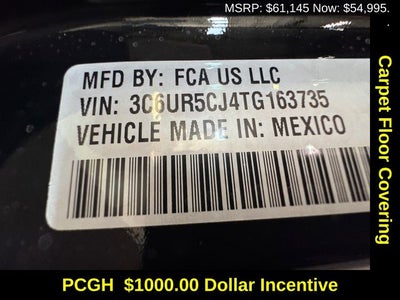 MSRP: $61,145 Now: $54,995.
MFD BY: FCA US LLC
VIN: 3C6UR5CJ4TG163735
VEHICLE MADE IN: MEXICO
Carpet Floor Covering
PCGH $1000.00 Dollar Incentive